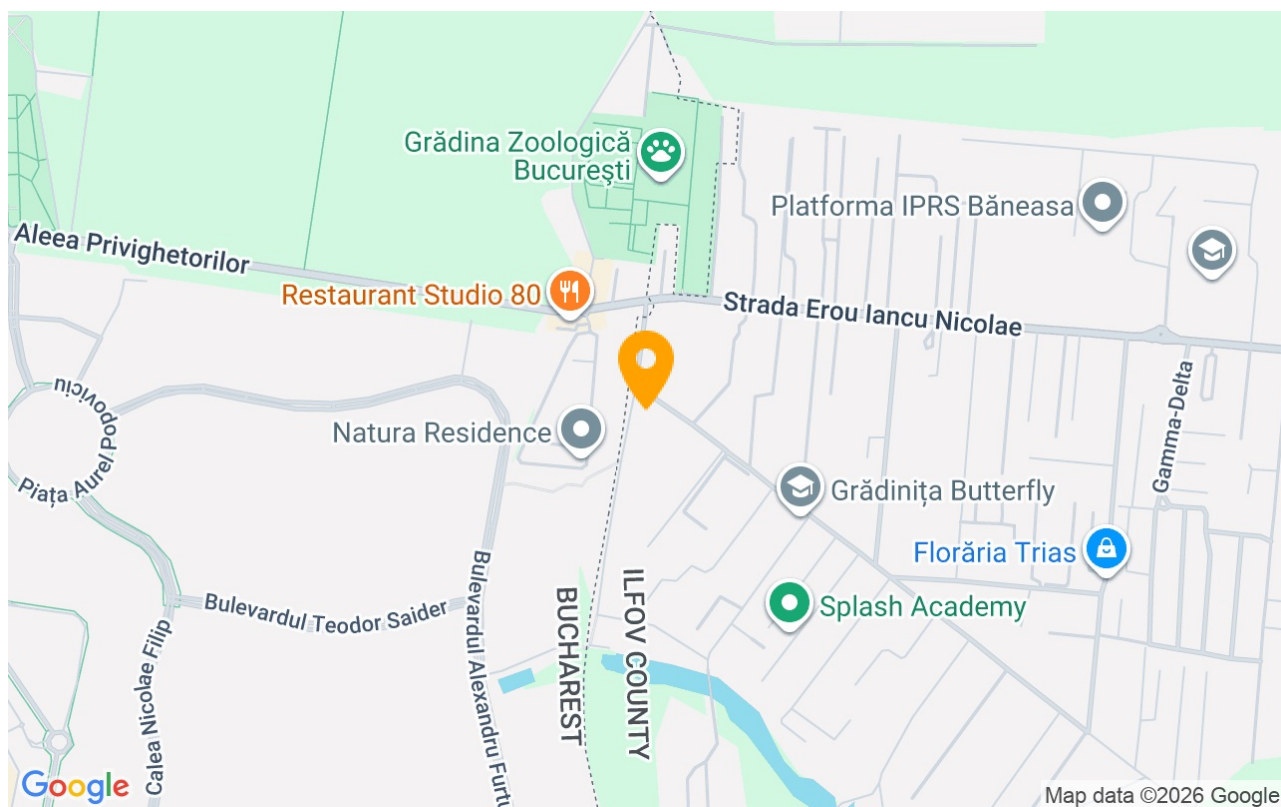 Grădina Zoologică
Bucureşti
Platforma IPRS Băneasa
Aleea Privighetorilor
Restaurant Studio 80
Strada Erou Iancu Nicolae
Piața Aurel Popoviciu
Natura Residence
Gamma-Delta
Grădinița Butterfly
Florăria Trias
Splash Academy
Bulevardul Teodor Saider
Calea Nicolae Filip
Bulevardul Alexandru Furtu
BUCHAREST
ILFOV COUNTY
Google
Map data ©2026 Google